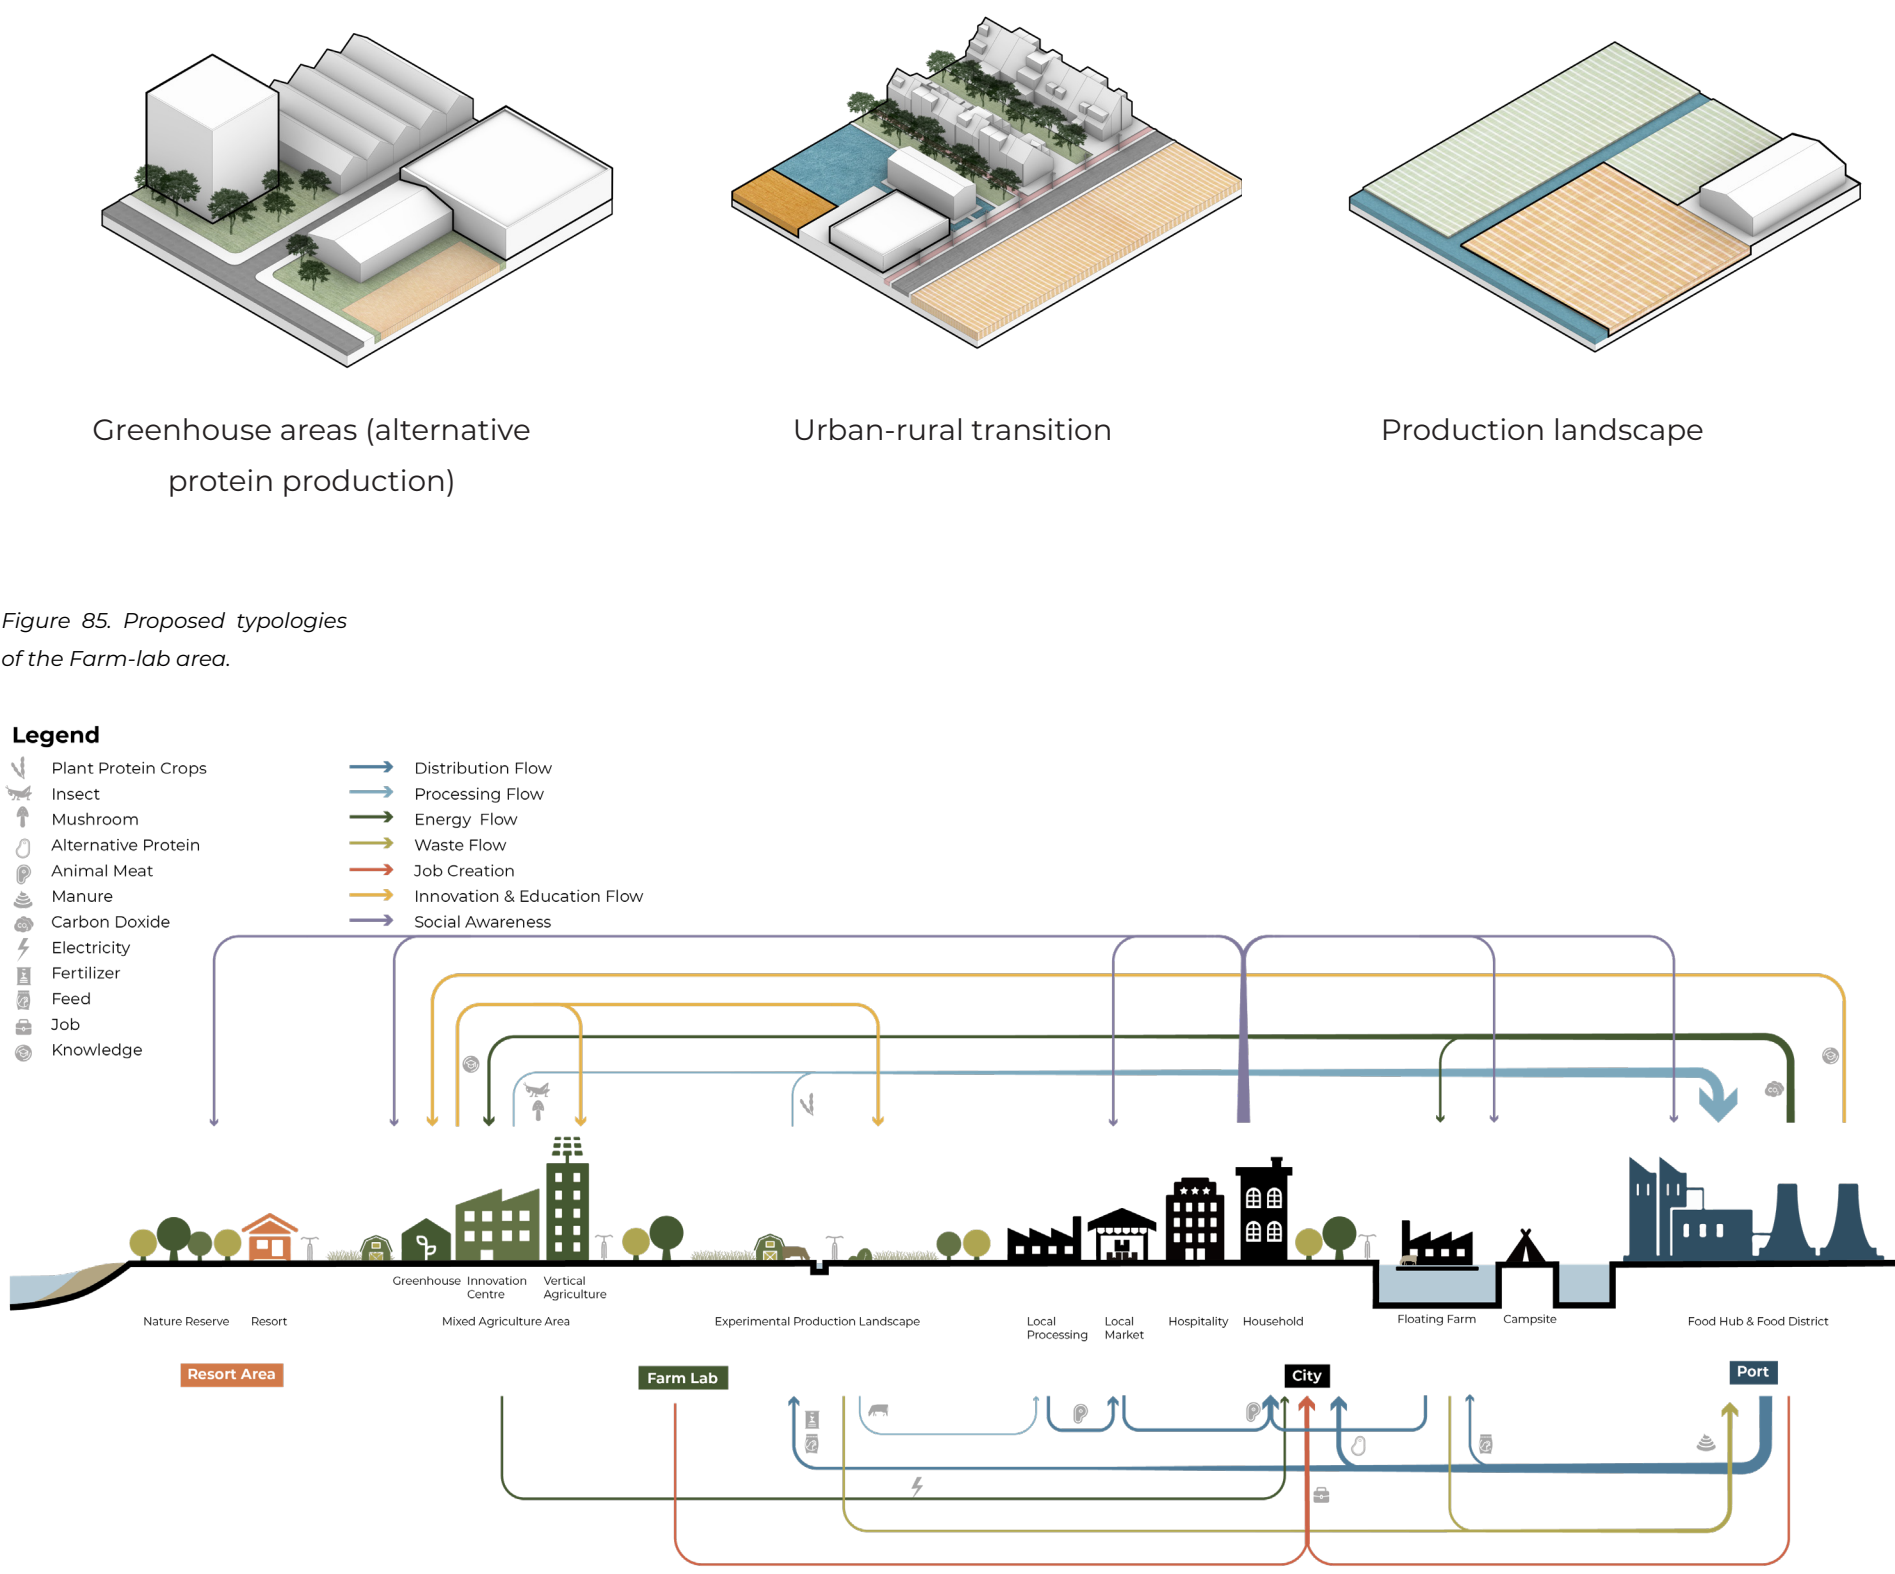 Greenhouse areas (alternative
protein production)
Urban-rural transition
Production landscape
Figure 85. Proposed typologies
of the Farm-lab area.
Legend
Plant Protein Crops
Insect
Mushroom
Alternative Protein
Animal Meat
Manure
Carbon Doxide
Electricity
Fertilizer
Feed
Job
Knowledge
Distribution Flow
Processing Flow
Energy Flow
Waste Flow
Job Creation
Innovation & Education Flow
Social Awareness
Greenhouse
Innovation
Centre
Vertical
Agriculture
Nature Reserve
Resort
Mixed Agriculture Area
Experimental Production Landscape
Local
Processing
Local
Market
Hospitality
Household
Floating Farm
Campsite
Food Hub & Food District
Resort Area
Farm Lab
City
Port